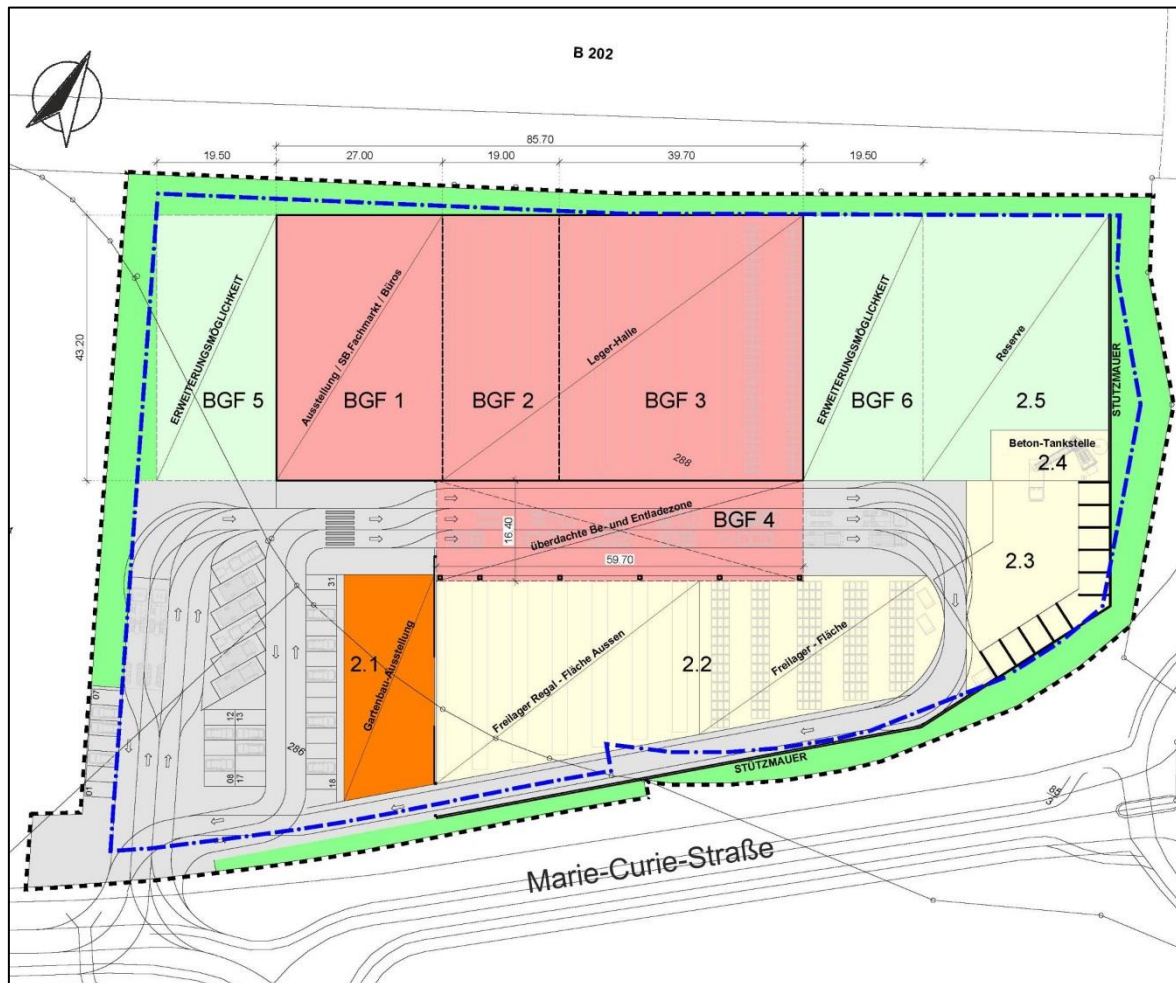 B 202
85.70
19.50
27.00
19.00
39.70
19.50
43.20
ERWEITERUNGSMÖGLICHKEIT
BGF 5
Ausstellung / SB.Fachmarkt / Büros
BGF 1
BGF 2
Leger-Halle
BGF 3
288
ERWEITERUNGSMÖGLICHKEIT
BGF 6
Reserve
2.5
STÜTZMAUER
Beton-Tankstelle
2.4
16.40
überdachte Be- und Entladezone
BGF 4
59.70
2.3
31
2.1
Gartenbau-Ausstellung
Freilager Regal - Fläche Aussen
2.2
Freilager - Fläche
07
01
12
13
08
17
286
18
STÜTZMAUER
Marie-Curie-Straße